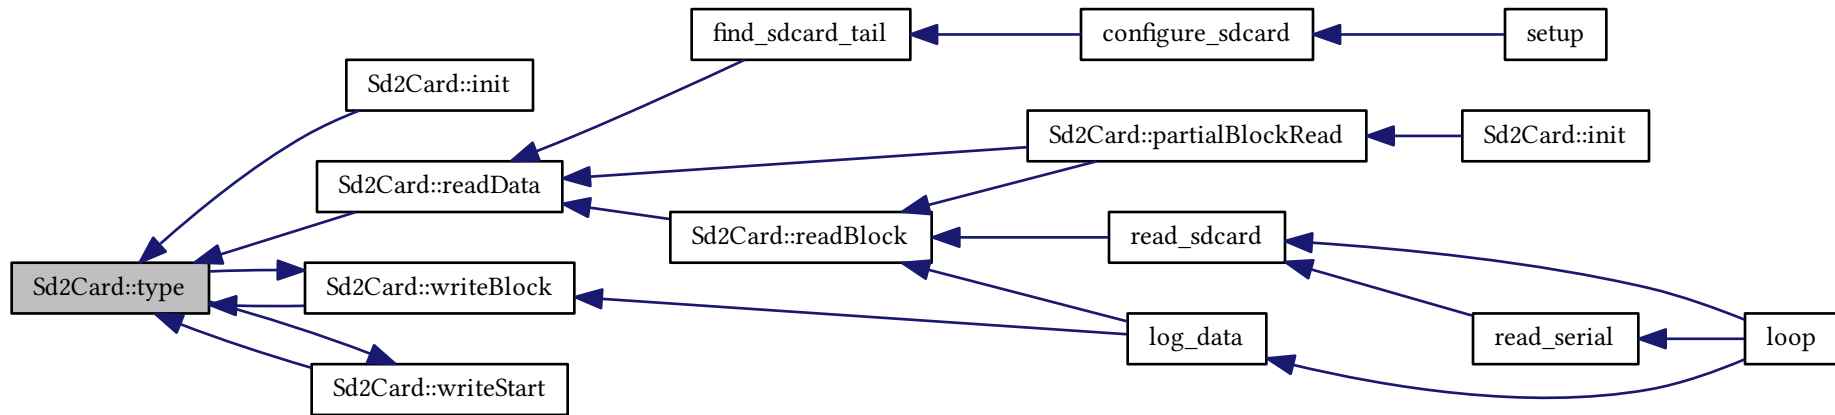 find_sdcard_tail
configure_sdcard
setup
Sd2Card::init
Sd2Card::partialBlockRead
Sd2Card::init
Sd2Card::readData
Sd2Card::readBlock
read_sdcard
Sd2Card::type
Sd2Card::writeBlock
log_data
read_serial
loop
Sd2Card::writeStart